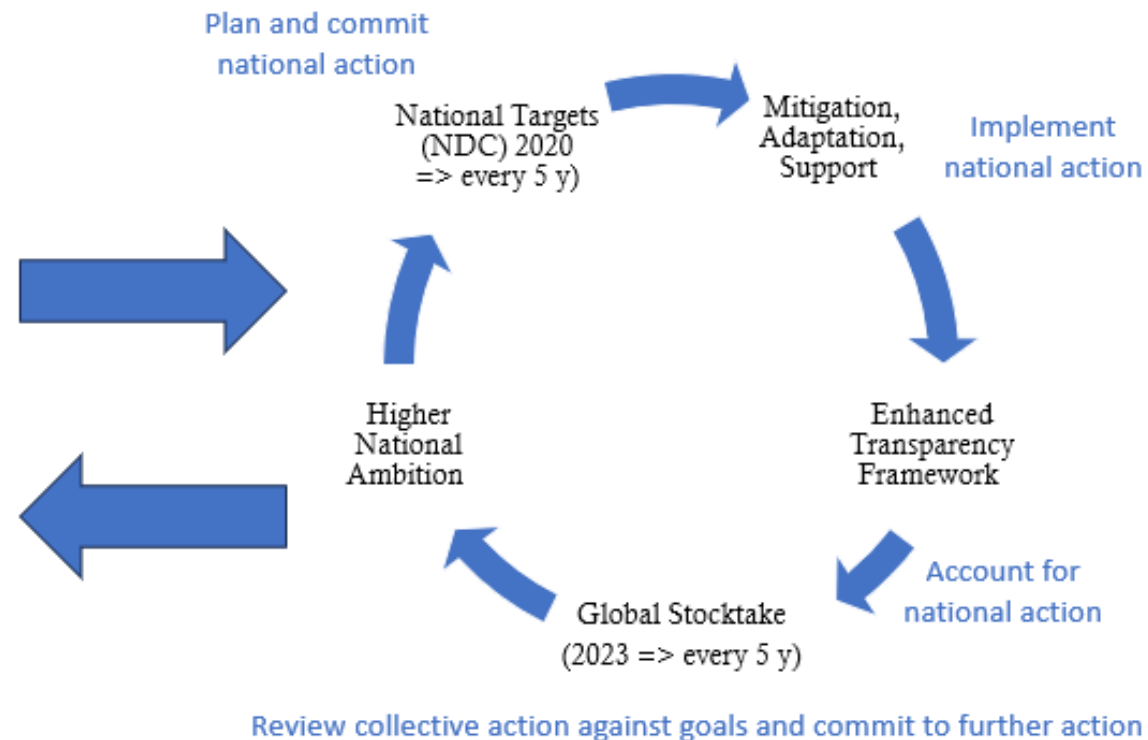 Plan and commit
national action
National Targets
(NDC) 2020
=> every 5 y)
Mitigation,
Adaptation,
Support
Implement
national action
Higher
National
Ambition
Enhanced
Transparency
Framework
Account for
national action
Global Stocktake
(2023 => every 5 y)
Review collective action against goals and commit to further action